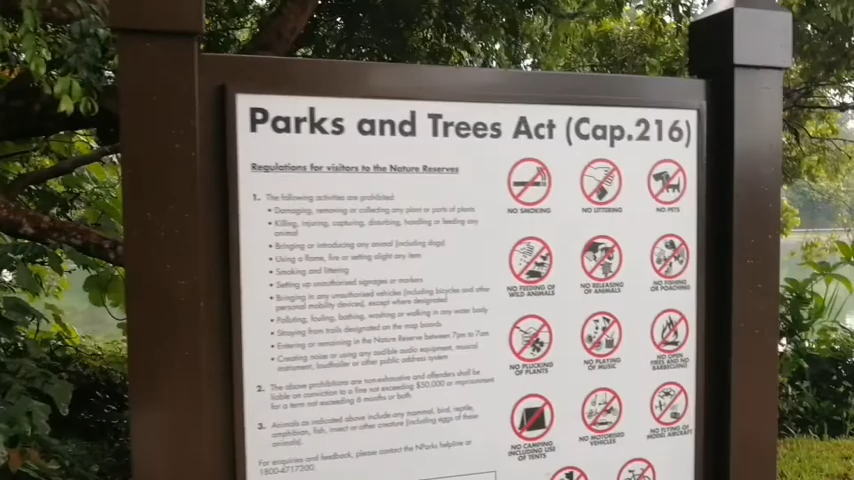 Parks and Trees Act (Cap.216)
Regulations for visitors to the Nature Reserves
1. The following activities are prohibited:
• Damaging, removing or collecting any plant or parts of plant
• Killing, injuring, capturing, disturbing, handling or feeding any
animal
• Bringing or introducing any animal (including dogs)
• Using a flame, fire or setting alight any item
• Smoking and littering
• Setting up unauthorised signages or markers
• Bringing in any unauthorised vehicles (including bicycles and other
personal mobility devices), except where designated
• Polluting, fouling, bathing, washing or walking in any water body
• Straying from trails designated on the map boards
• Entering or remaining in the Nature Reserve between 7pm to 7am
• Creating noise or using any audible audio equipment, musical
instrument, loudhailer or other public address system
2. The above prohibitions are non-exhaustive and offenders shall be
liable on conviction to a fine not exceeding $50,000 or imprisonment
for a term not exceeding 6 months or both.
3. Animals as indicated above include any mammal, bird, reptile,
amphibian, fish, insect or other creature (including eggs of these
animals).
For enquiries and feedback, please contact the NParks helpline at
1800-4717300.
NO SMOKING
NO LITTERING
NO PETS
NO FEEDING OF
WILD ANIMALS
NO RELEASING
OF ANIMALS
NO FISHING
OR POACHING
NO PLUCKING
OF PLANTS
NO PLAYING
OF MUSIC
NO OPEN
FIRES AND NO
BARBECUING
NO CAMPING
INCLUDING USE
OF TENTS
NO MOTORISED
VEHICLES
NO FLYING OF
MODEL AIRCRAFT